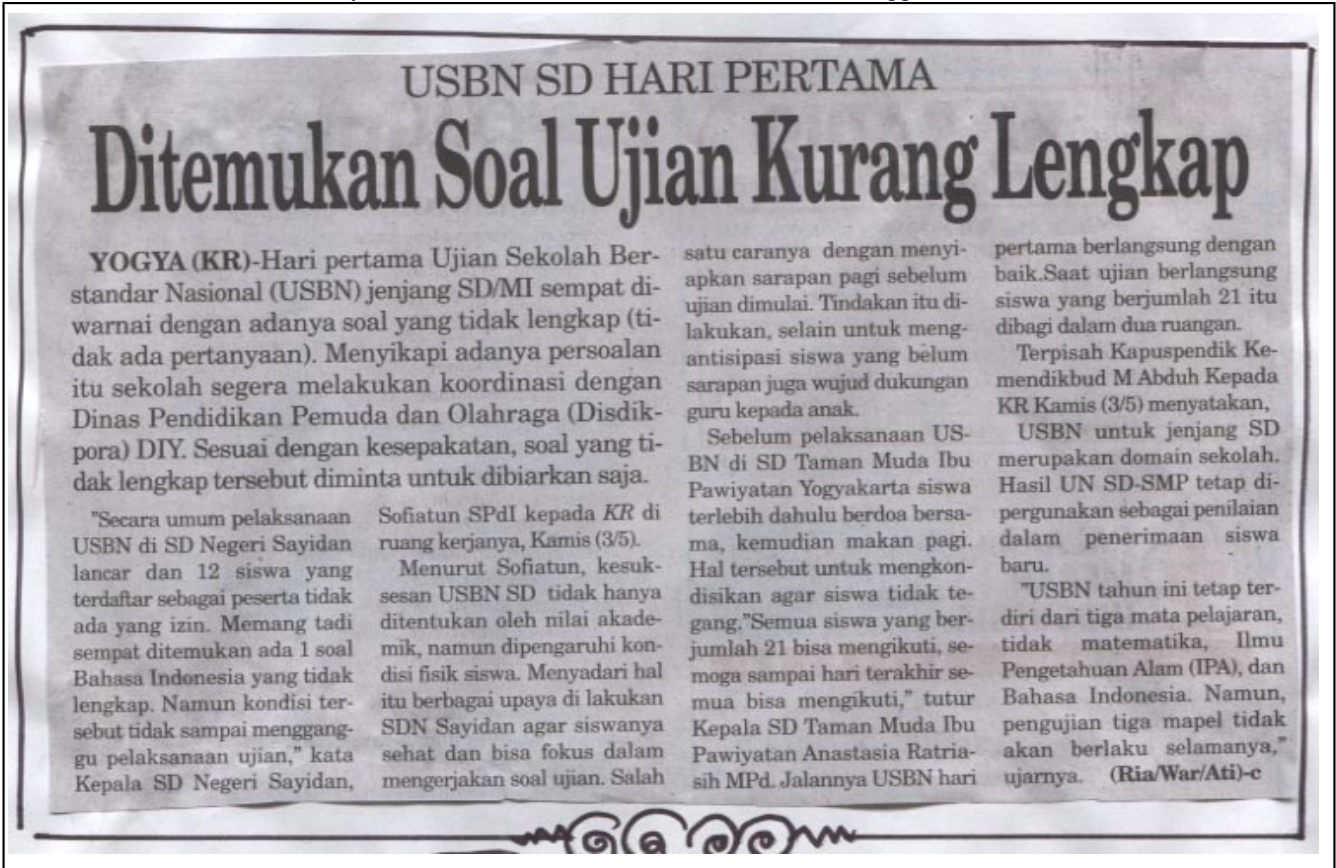 USBN SD HARI PERTAMA
Ditemukan Soal Ujian Kurang Lengkap
YOGYA (KR)-Hari pertama Ujian Sekolah Ber-
standar Nasional (USBN) jenjang SD/MI sempat di-
warnai dengan adanya soal yang tidak lengkap (ti-
dak ada pertanyaan). Menyikapi adanya persoalan
itu sekolah segera melakukan koordinasi dengan
Dinas Pendidikan Pemuda dan Olahraga (Disdik-
pora) DIY. Sesuai dengan kesepakatan, soal yang ti-
dak lengkap tersebut diminta untuk dibiarkan saja.
"Secara umum pelaksanaan
USBN di SD Negeri Sayidan
lancar dan 12 siswa yang
terdaftar sebagai peserta tidak
ada yang izin. Memang tadi
sempat ditemukan ada 1 soal
Bahasa Indonesia yang tidak
lengkap. Namun kondisi ter-
sebut tidak sampai menggang-
gu pelaksanaan ujian," kata
Kepala SD Negeri Sayidan,
Sofiatun SPdI kepada KR di
ruang kerjanya, Kamis (3/5).
Menurut Sofiatun, kesuk-
sesan USBN SD tidak hanya
ditentukan oleh nilai akade-
mik, namun dipengaruhi kon-
disi fisik siswa. Menyadari hal
itu berbagai upaya di lakukan
SDN Sayidan agar siswanya
sehat dan bisa fokus dalam
mengerjakan soal ujian. Salah
satu caranya dengan menyi-
apkan sarapan pagi sebelum
ujian dimulai. Tindakan itu di-
lakukan, selain untuk meng-
antisipasi siswa yang belum
sarapan juga wujud dukungan
guru kepada anak.
Sebelum pelaksanaan US-
BN di SD Taman Muda Ibu
Pawiyatan Yogyakarta siswa
terlebih dahulu berdoa bersa-
ma, kemudian makan pagi.
Hal tersebut untuk mengkon-
disikan agar siswa tidak te-
gang."Semua siswa yang ber-
jumlah 21 bisa mengikuti, se-
moga sampai hari terakhir se-
mua bisa mengikuti," tutur
Kepala SD Taman Muda Ibu
Pawiyatan Anastasia Ratria-
sih MPd. Jalannya USBN hari
pertama berlangsung dengan
baik.Saat ujian berlangsung
siswa yang berjumlah 21 itu
dibagi dalam dua ruangan.
Terpisah Kapuspendik Ke-
mendikbud M Abduh Kepada
KR Kamis (3/5) menyatakan,
USBN untuk jenjang SD
merupakan domain sekolah.
Hasil UN SD-SMP tetap di-
pergunakan sebagai penilaian
dalam penerimaan siswa
baru.
"USBN tahun ini tetap ter-
diri dari tiga mata pelajaran,
tidak matematika, Ilmu
Pengetahuan Alam (IPA), dan
Bahasa Indonesia. Namun,
pengujian tiga mapel tidak
akan berlaku selamanya,"
ujarnya. (Ria/War/Ati)-c